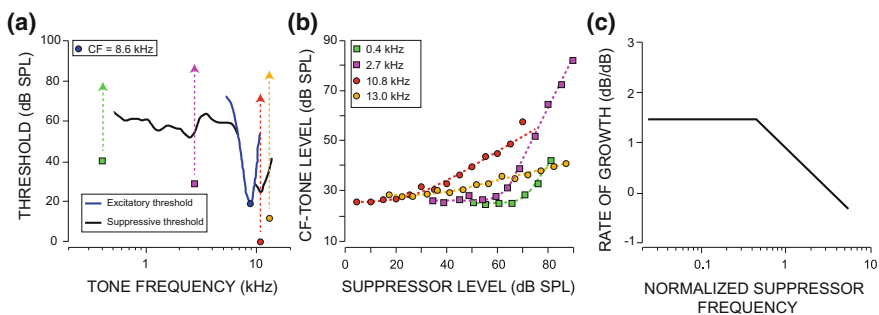 (a)
CF = 8.6 kHz
THRESHOLD (dB SPL)
100
80
60
40
20
0
Excitatory threshold
Suppressive threshold
1
10
TONE FREQUENCY (kHz)
(b)
0.4 kHz
2.7 kHz
10.8 kHz
13.0 kHz
CF-TONE LEVEL (dB SPL)
90
70
50
30
10
0
20
40
60
80
SUPPRESSOR LEVEL (dB SPL)
(c)
RATE OF GROWTH (dB/dB)
3
2
1
0
-1
0.1
1
10
NORMALIZED SUPPRESSOR
FREQUENCY